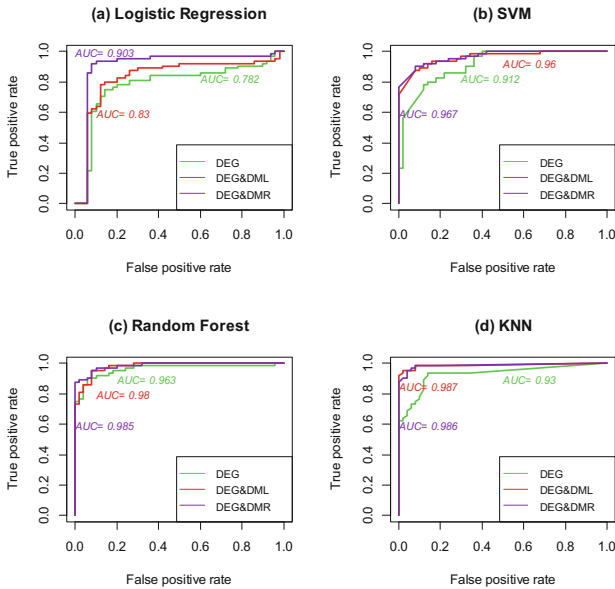 (a) Logistic Regression
True positive rate
0.0 0.2 0.4 0.6 0.8 1.0
AUC= 0.903
AUC= 0.782
AUC= 0.83
DEG
DEG&DML
DEG&DMR
0.0 0.2 0.4 0.6 0.8 1.0
False positive rate
(b) SVM
True positive rate
0.0 0.2 0.4 0.6 0.8 1.0
AUC= 0.96
AUC= 0.912
AUC= 0.967
DEG
DEG&DML
DEG&DMR
0.0 0.2 0.4 0.6 0.8 1.0
False positive rate
(c) Random Forest
True positive rate
0.0 0.2 0.4 0.6 0.8 1.0
AUC= 0.963
AUC= 0.98
AUC= 0.985
DEG
DEG&DML
DEG&DMR
0.0 0.2 0.4 0.6 0.8 1.0
False positive rate
(d) KNN
True positive rate
0.0 0.2 0.4 0.6 0.8 1.0
AUC= 0.93
AUC= 0.987
AUC= 0.986
DEG
DEG&DML
DEG&DMR
0.0 0.2 0.4 0.6 0.8 1.0
False positive rate